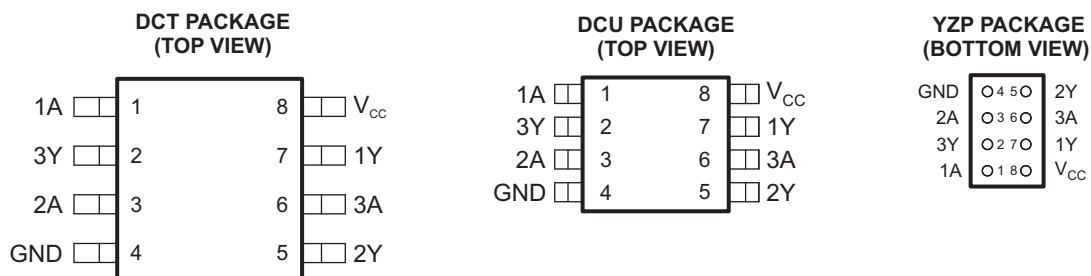 DCT PACKAGE
(TOP VIEW)
1A 1 8 VCC
3Y 2 7 1Y
2A 3 6 3A
GND 4 5 2Y
DCU PACKAGE
(TOP VIEW)
1A 1 8 VCC
3Y 2 7 1Y
2A 3 6 3A
GND 4 5 2Y
YZP PACKAGE
(BOTTOM VIEW)
GND 4 5 2Y
2A 3 6 3A
3Y 2 7 1Y
1A 1 8 VCC